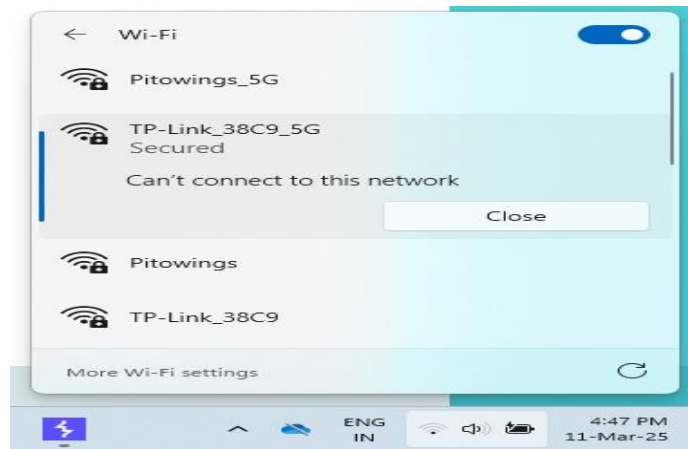 Wi-Fi
Pitowings_5G
TP-Link_38C9_5G
Secured
Can't connect to this network
Close
Pitowings
TP-Link_38C9
More Wi-Fi settings
ENG
IN
4:47 PM
11-Mar-25